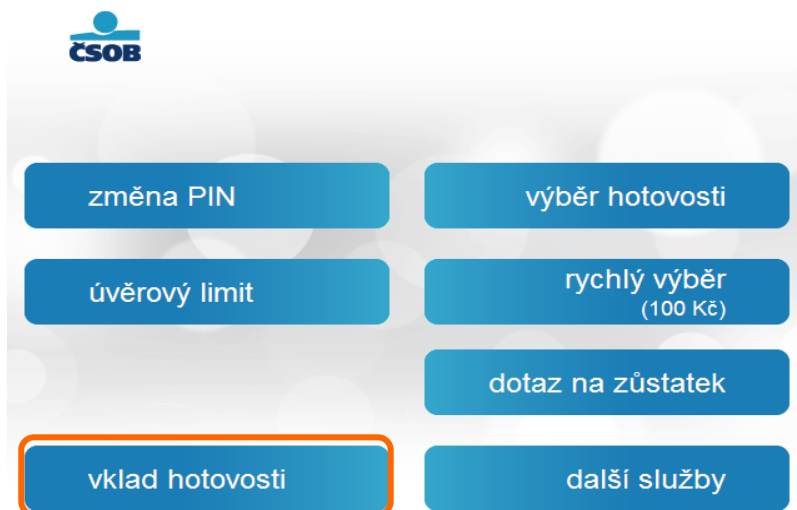 ČSOB
změna PIN
výběr hotovosti
úvěrový limit
rychlý výběr
(100 Kč)
dotaz na zůstatek
vklad hotovosti
další služby